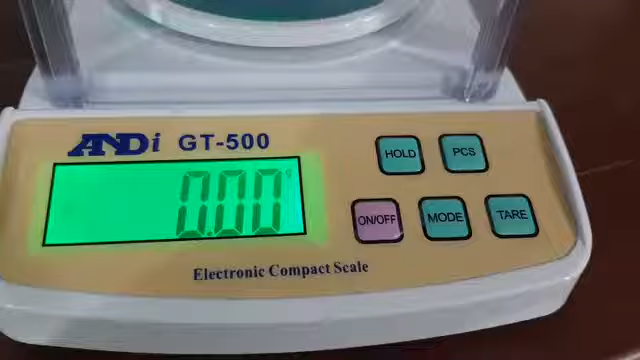 ANDi GT-500
HOLD PCS
0.00
ON/OFF MODE TARE
Electronic Compact Scale